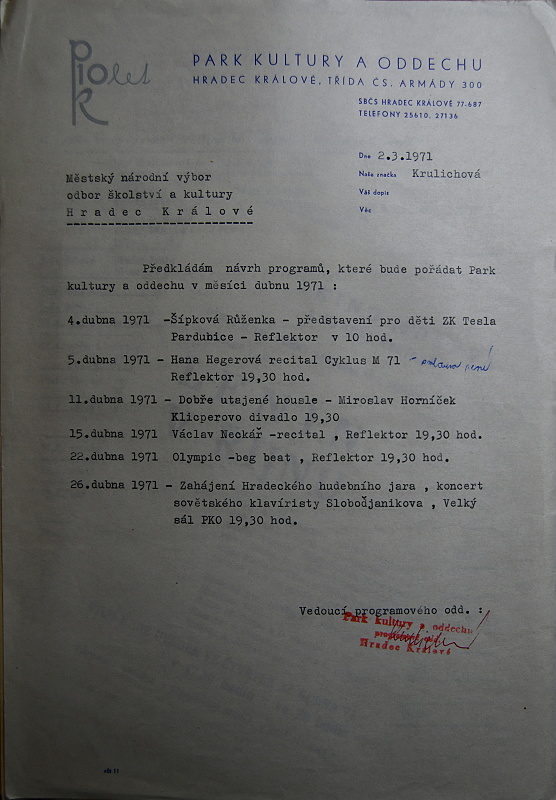 Piolet
K
PARK KULTURY A ODDECHU
HRADEC KRÁLOVÉ, TŘÍDA ČS. ARMÁDY 300
SBČS HRADEC KRÁLOVÉ 77-687
TELEFONY 25610. 27136
Dne 2.3.1971
Naše značka Krulichová
Váš dopis
Věc
Městský národní výbor
odbor školství a kultury
Hradec Králové
Předkládám návrh programů, které bude pořádat Park
kultury a oddechu v měsíci dubnu 1971 :
4.dubna 1971 -Šípková Růženka - představení pro děti ZK Tesla
Pardubice - Reflektor v 10 hod.
5.dubna 1971 - Hana Hegerová recital Cyklus M 71
Reflektor 19,30 hod.
11.dubna 1971 - Dobře utajené housle - Miroslav Horníček
Klicperovo divadlo 19,30
15.dubna 1971 Václav Neckář -recital , Reflektor 19,30 hod.
22.dubna 1971 Olympic -beg beat , Reflektor 19,30 hod.
26.dubna 1971 - Zahájení Hradeckého hudebního jara , koncert
sovětského klavíristy Sloboďjanikova , Velký
sál PKO 19,30 hod.
Vedoucí programového odd. :
Park kultury a oddechu
Hradec Králové